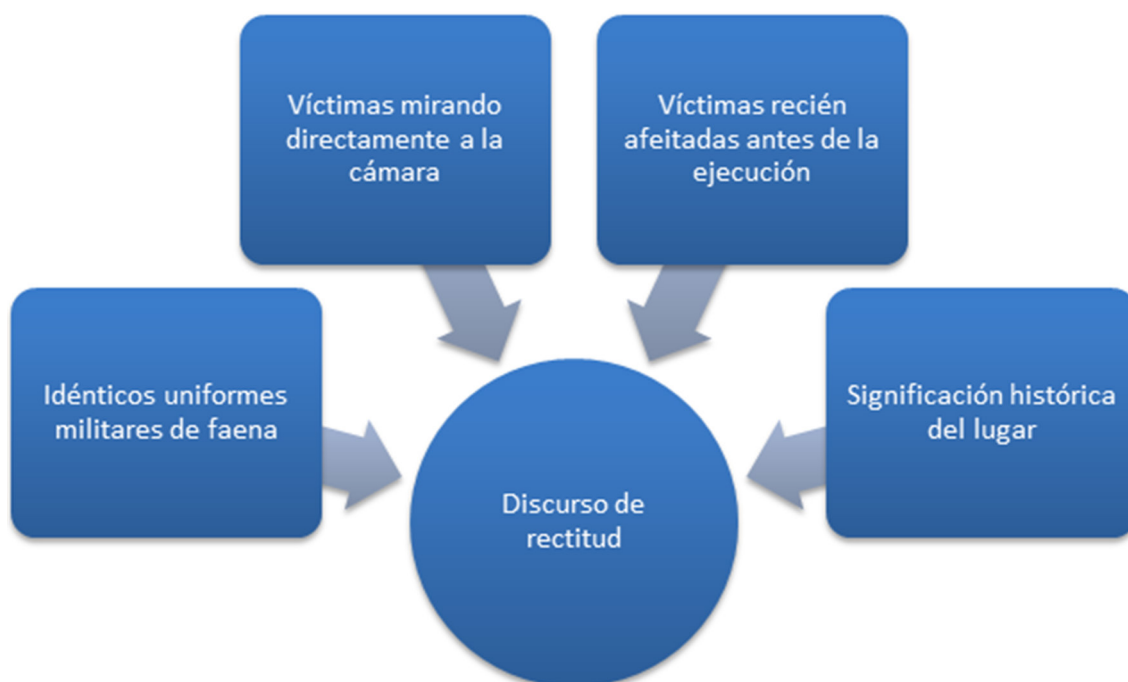 Víctimas mirando
directamente a la
cámara
Víctimas recién
afeitadas antes de la
ejecución
Idénticos uniformes
militares de faena
Significación histórica
del lugar
Discurso de
rectitud